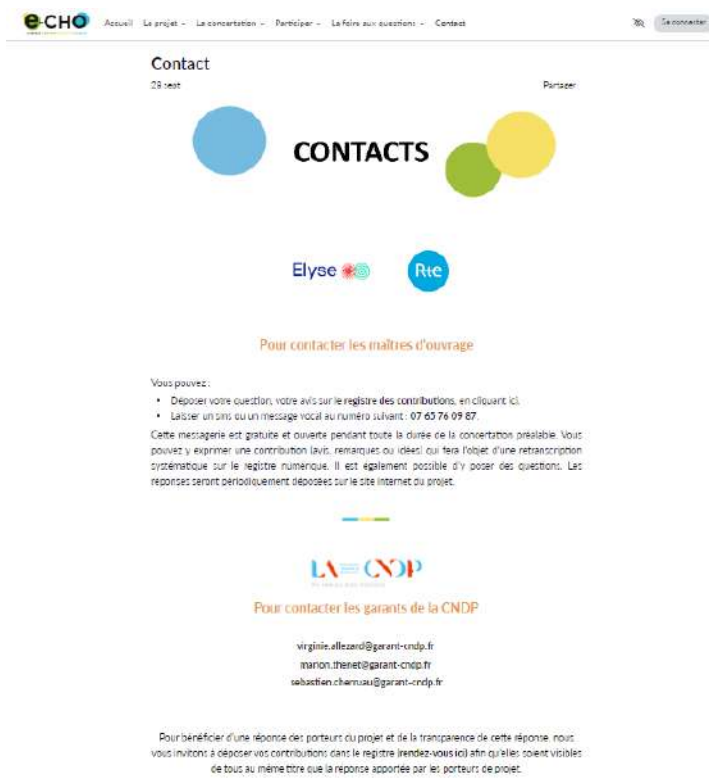 e-CHO
Accueil Le projet La concertation Participer La foire aux questions Contact Se connecter
Contact
Partager
CONTACTS
Elyse Rte
Pour contacter les maîtres d'ouvrage
Vous pouvez :
• Déposer votre question, votre avis sur le registre des contributions, en cliquant ici.
• Laisser un sms ou un message vocal au numéro suivant : 07 65 76 09 87.
Cette messagerie est gratuite et ouverte pendant toute la durée de la concertation préalable. Vous
pouvez y exprimer une contribution (avis, remarques ou idées) qui fera l'objet d'une retranscription
systématique sur le registre numérique. Il est également possible d'y poser des questions. Les
réponses seront périodiquement déposées sur le site internet du projet.
LA CNDP
Pour contacter les garants de la CNDP
virginie.allezard@garant-cndp.fr
marion.thenet@garant-cndp.fr
sebastien.cherruau@garant-cndp.fr
Pour bénéficier d'une réponse des porteurs du projet et de la transparence de cette réponse, nous
vous invitons à déposer vos contributions dans le registre (rendez-vous ici) afin qu'elles soient visibles
de tous au même titre que la réponse apportée par les porteurs de projet.